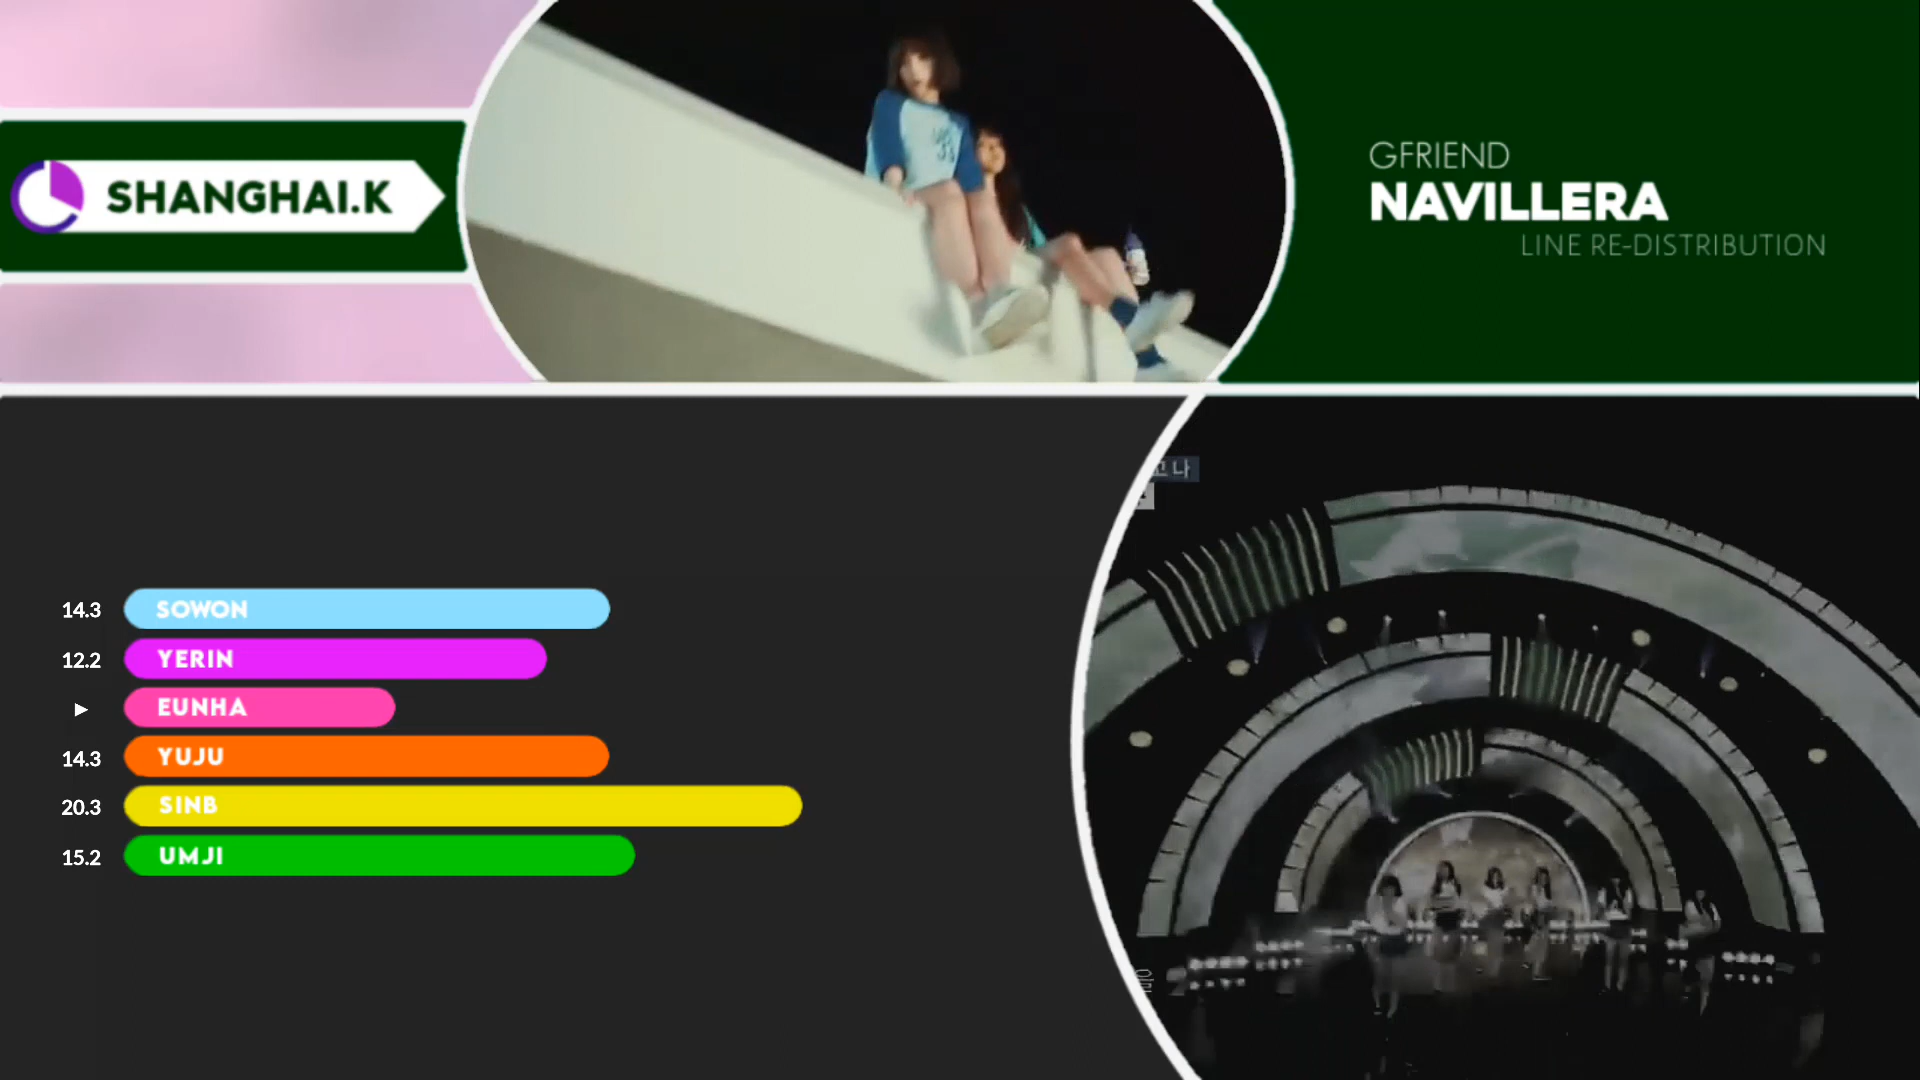 SHANGHAI.K
GFRIEND
NAVILLERA
LINE RE-DISTRIBUTION
나
14.3 SOWON
12.2 YERIN
▶ EUNHA
14.3 YUJU
20.3 SINB
15.2 UMJI